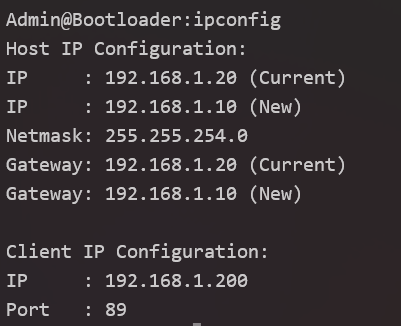 Admin@Bootloader:ipconfig
Host IP Configuration:
IP     : 192.168.1.20 (Current)
IP     : 192.168.1.10 (New)
Netmask: 255.255.254.0
Gateway: 192.168.1.20 (Current)
Gateway: 192.168.1.10 (New)

Client IP Configuration:
IP     : 192.168.1.200
Port   : 89